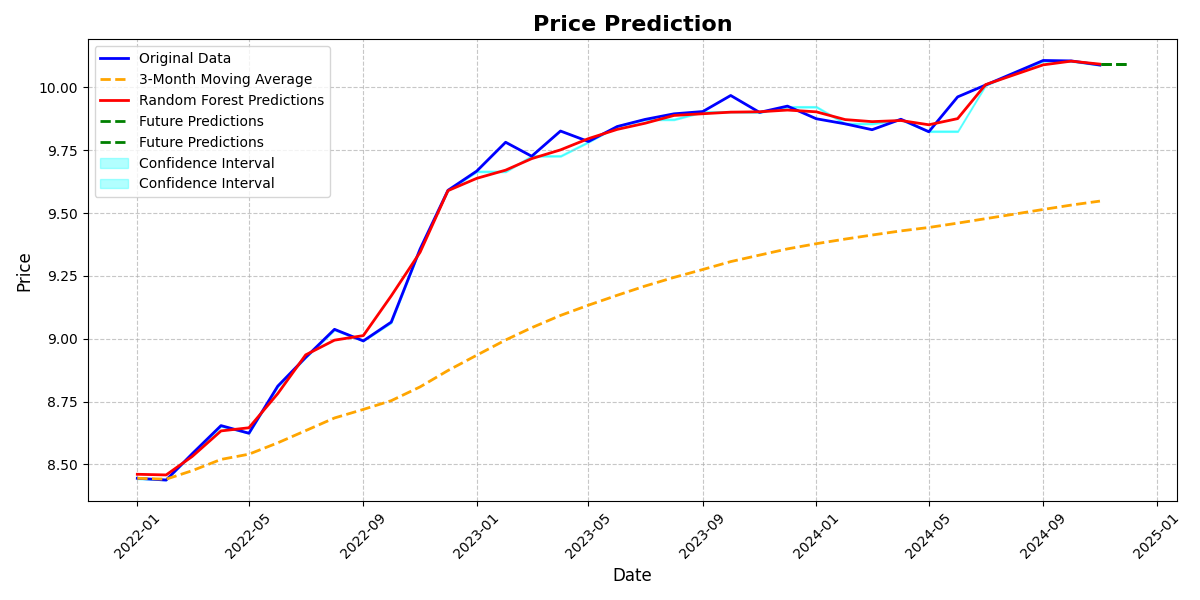 Price Prediction
Original Data
3-Month Moving Average
Random Forest Predictions
Future Predictions
Future Predictions
Confidence Interval
Confidence Interval
Price
10.00
9.75
9.50
9.25
9.00
8.75
8.50
2022-01
2022-05
2022-09
2023-01
2023-05
2023-09
2024-01
2024-05
2024-09
2025-01
Date